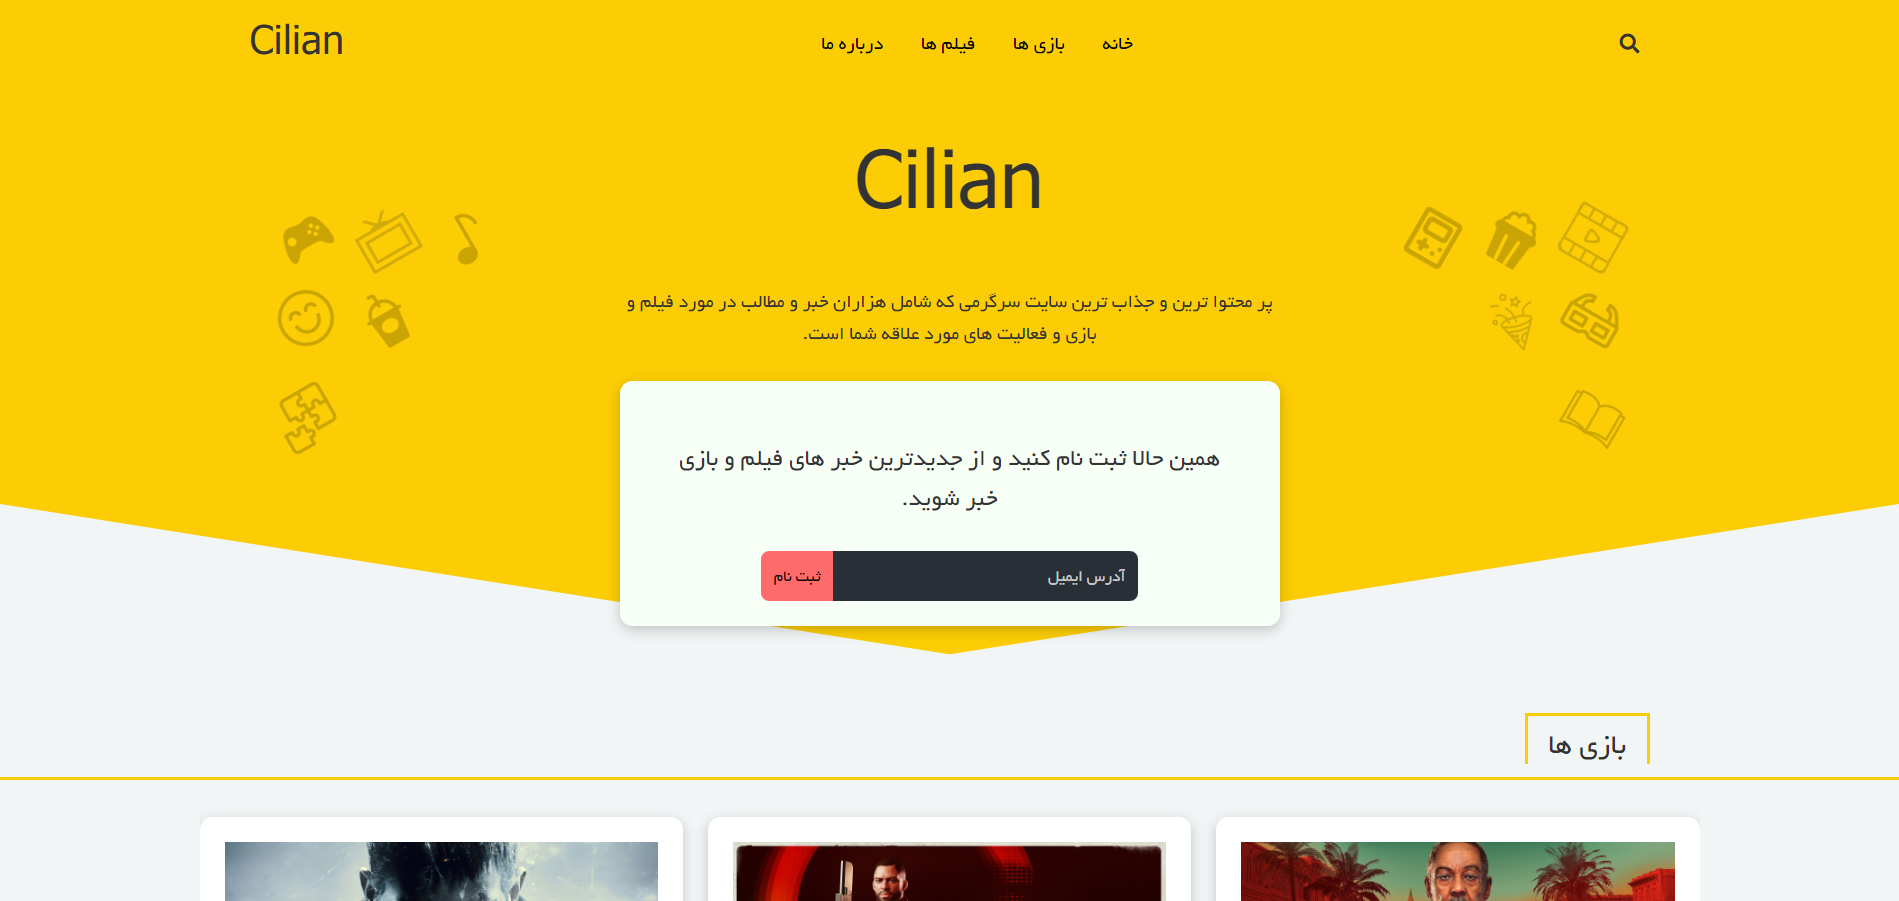 Cilian
خانه
بازی ها
فیلم ها
درباره ما
Cilian
پر محتوا ترین و جذاب ترین سایت سرگرمی که شامل هزاران خبر و مطالب در مورد فیلم و
بازی و فعالیت های مورد علاقه شما است.
همین حالا ثبت نام کنید و از جدیدترین خبر های فیلم و بازی
خبر شوید.
آدرس ایمیل
ثبت نام
بازی ها